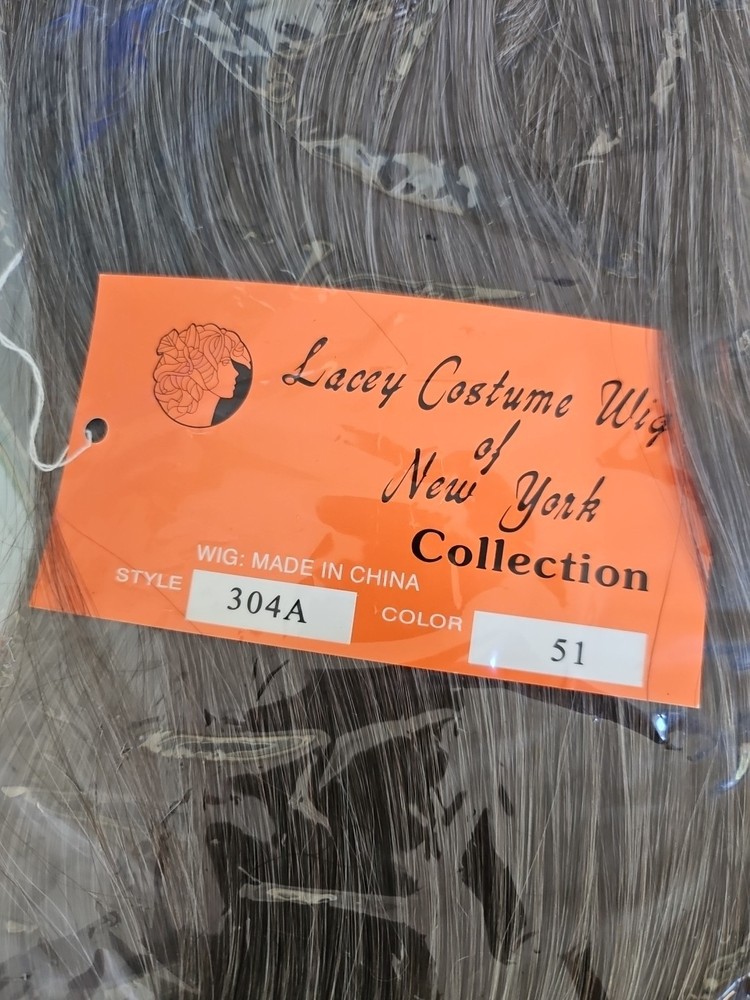 Lacey Costume Wig
of
New York
Collection
WIG: MADE IN CHINA
STYLE 304A COLOR 51